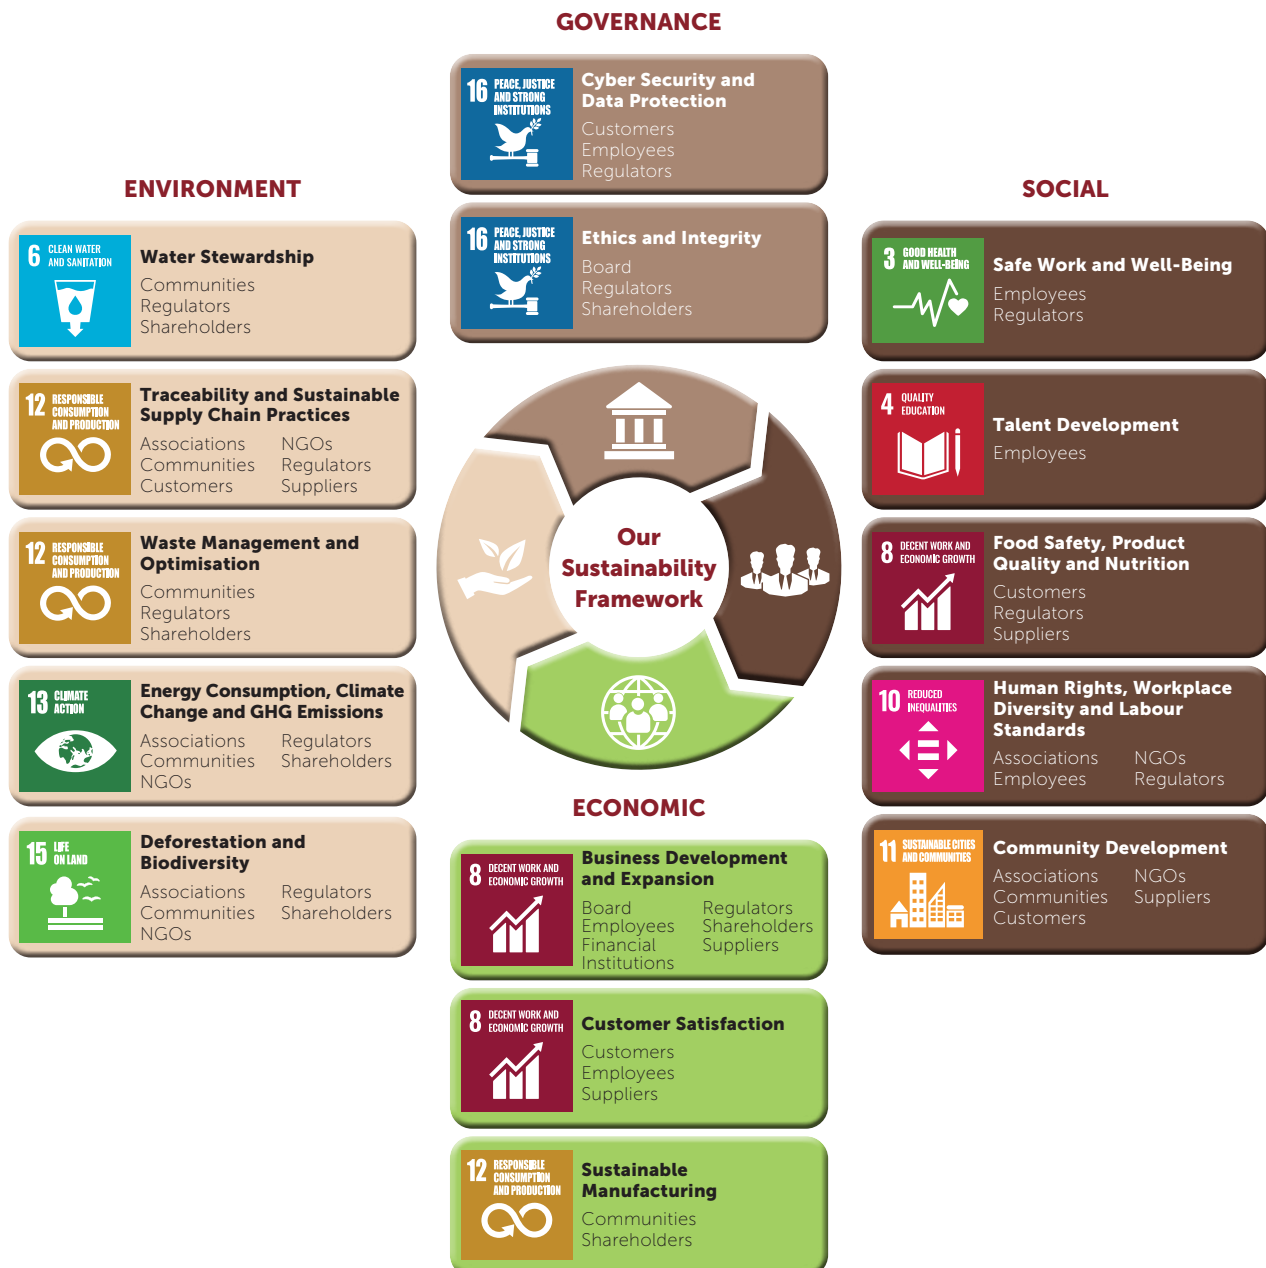 GOVERNANCE
16 PEACE, JUSTICE
AND STRONG
INSTITUTIONS
Cyber Security and
Data Protection
Customers
Employees
Regulators
16 PEACE, JUSTICE
AND STRONG
INSTITUTIONS
Ethics and Integrity
Board
Regulators
Shareholders
ENVIRONMENT
6 CLEAN WATER
AND SANITATION
Water Stewardship
Communities
Regulators
Shareholders
12 RESPONSIBLE
CONSUMPTION
AND PRODUCTION
Traceability and Sustainable
Supply Chain Practices
Associations NGOs
Communities Regulators
Customers Suppliers
12 RESPONSIBLE
CONSUMPTION
AND PRODUCTION
Waste Management and
Optimisation
Communities
Regulators
Shareholders
13 CLIMATE
ACTION
Energy Consumption, Climate
Change and GHG Emissions
Associations Regulators
Communities Shareholders
NGOs
15 LIFE
ON LAND
Deforestation and
Biodiversity
Associations Regulators
Communities Shareholders
NGOs
Our
Sustainability
Framework
SOCIAL
3 GOOD HEALTH
AND WELL-BEING
Safe Work and Well-Being
Employees
Regulators
4 QUALITY
EDUCATION
Talent Development
Employees
8 DECENT WORK AND
ECONOMIC GROWTH
Food Safety, Product
Quality and Nutrition
Customers
Regulators
Suppliers
10 REDUCED
INEQUALITIES
Human Rights, Workplace
Diversity and Labour
Standards
Associations NGOs
Employees Regulators
11 SUSTAINABLE CITIES
AND COMMUNITIES
Community Development
Associations NGOs
Communities Suppliers
Customers
ECONOMIC
8 DECENT WORK AND
ECONOMIC GROWTH
Business Development
and Expansion
Board Regulators
Employees Shareholders
Financial Suppliers
Institutions
8 DECENT WORK AND
ECONOMIC GROWTH
Customer Satisfaction
Customers
Employees
Suppliers
12 RESPONSIBLE
CONSUMPTION
AND PRODUCTION
Sustainable
Manufacturing
Communities
Shareholders